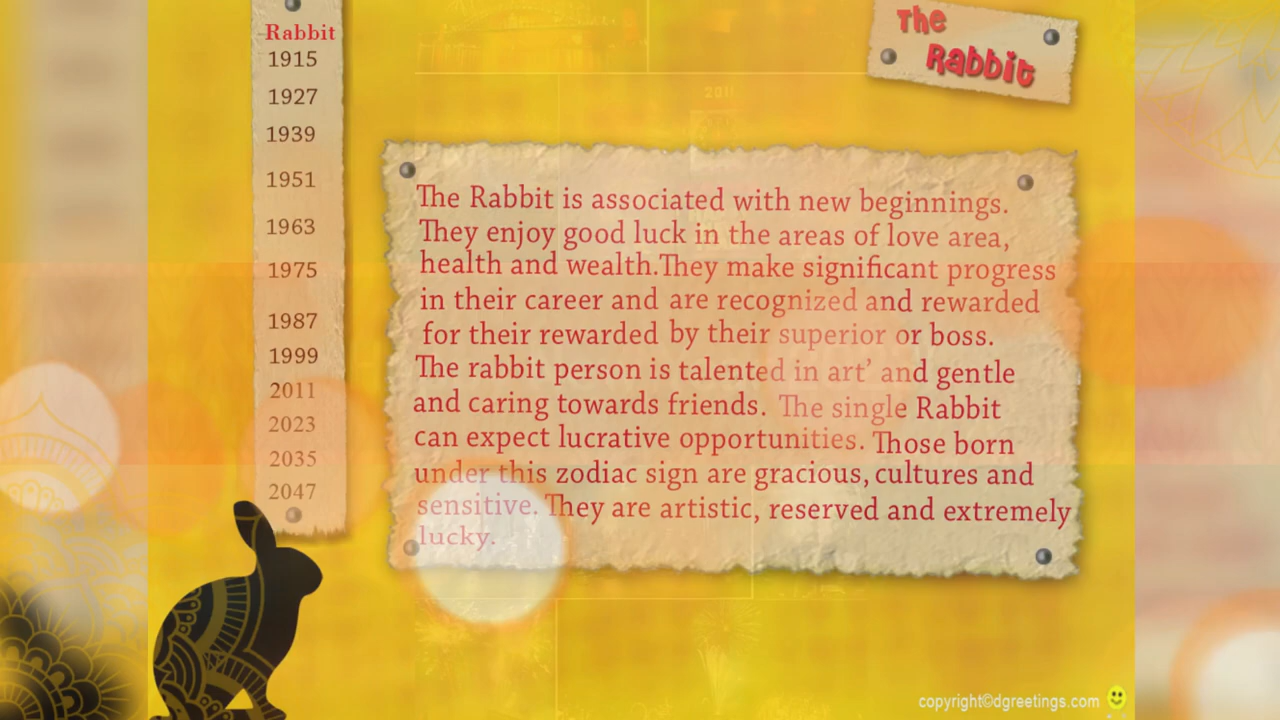 Rabbit
1915
1927
1939
1951
1963
1975
1987
1999
2011
2023
2035
2047
The
Rabbit
2011
The Rabbit is associated with new beginnings.
They enjoy good luck in the areas of love area,
health and wealth.They make significant progress
in their career and are recognized and rewarded
for their rewarded by their superior or boss.
The rabbit person is talented in art’ and gentle
and caring towards friends. The single Rabbit
can expect lucrative opportunities. Those born
under this zodiac sign are gracious, cultures and
sensitive. They are artistic, reserved and extremely
lucky.
copyright©dgreetings.com